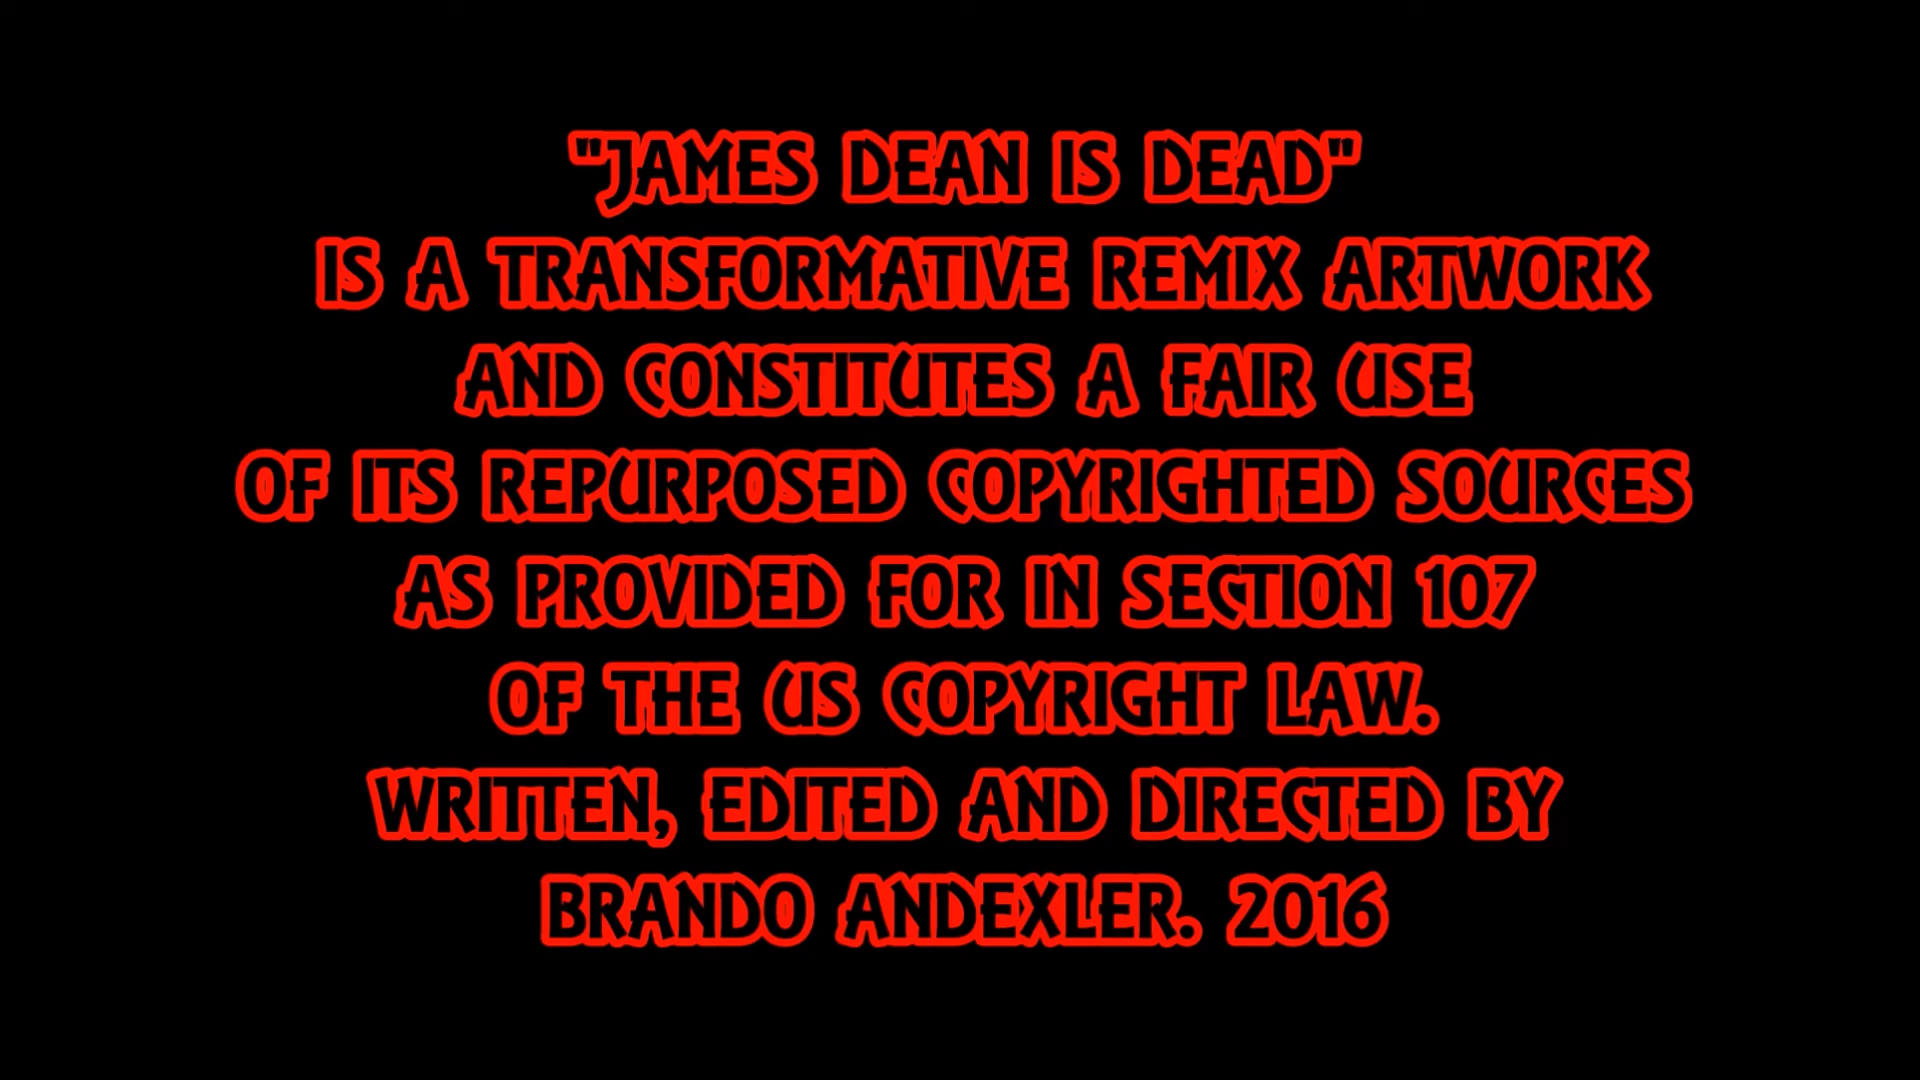 "JAMES DEAN IS DEAD"
IS A TRANSFORMATIVE REMIX ARTWORK
AND CONSTITUTES A FAIR USE
OF ITS REPURPOSED COPYRIGHTED SOURCES
AS PROVIDED FOR IN SECTION 107
OF THE US COPYRIGHT LAW.
WRITTEN, EDITED AND DIRECTED BY
BRANDO ANDEXLER. 2016